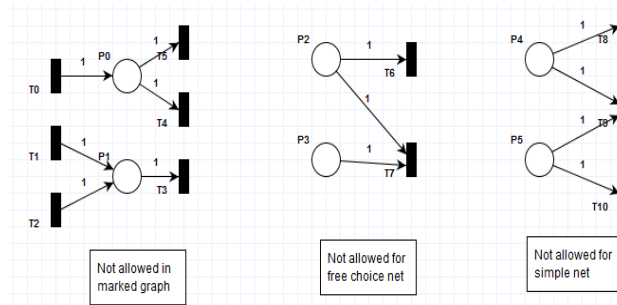 P0
1
T0
1
T5
1
T4
T1
1
P1
1
T3
1
T2
Not allowed in
marked graph
P2
1
T6
1
P3
1
T7
Not allowed for
free choice net
P4
1
T8
1
T9
P5
1
1
T10
Not allowed for
simple net